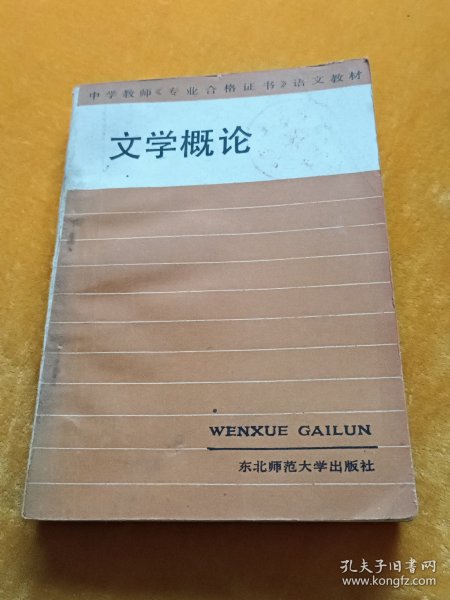 中学教师《专业合格证书》语文教材
文学概论
WENXUE GAILUN
东北师范大学出版社
孔夫子旧书网
www.kongfz.com